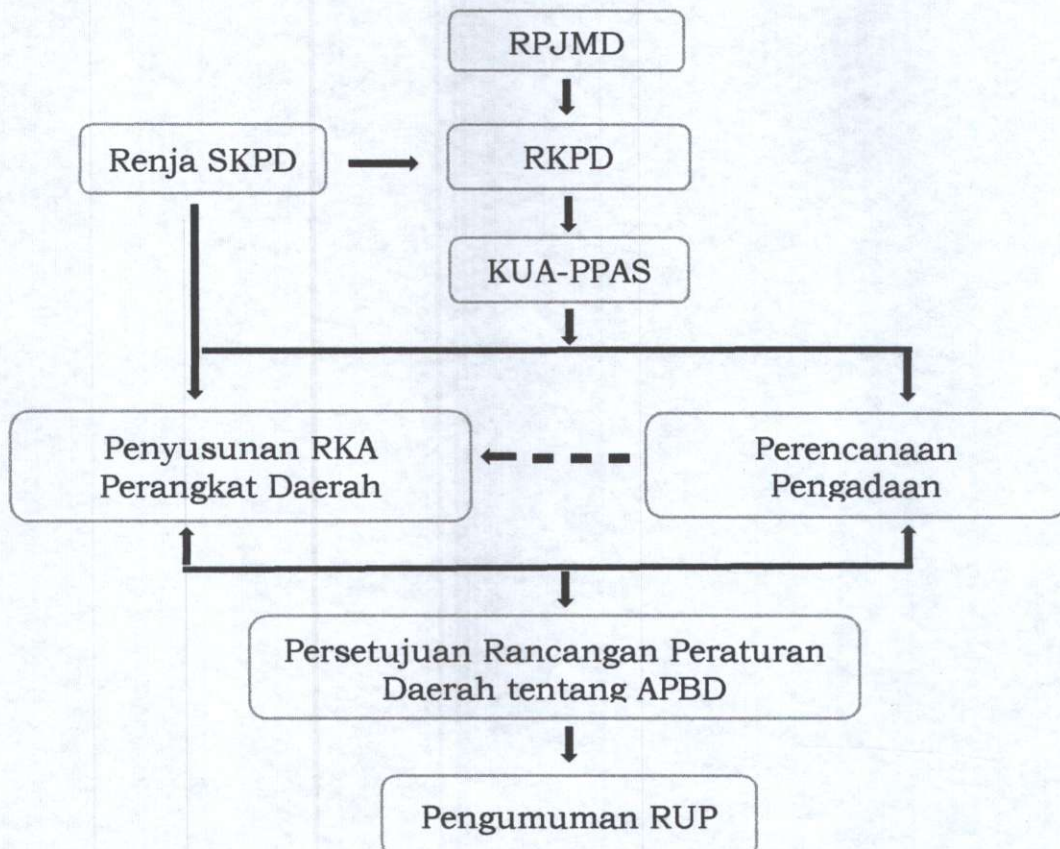 RPJMD
Renja SKPD
RKPD
KUA-PPAS
Penyusunan RKA
Perangkat Daerah
Perencanaan
Pengadaan
Persetujuan Rancangan Peraturan
Daerah tentang APBD
Pengumuman RUP